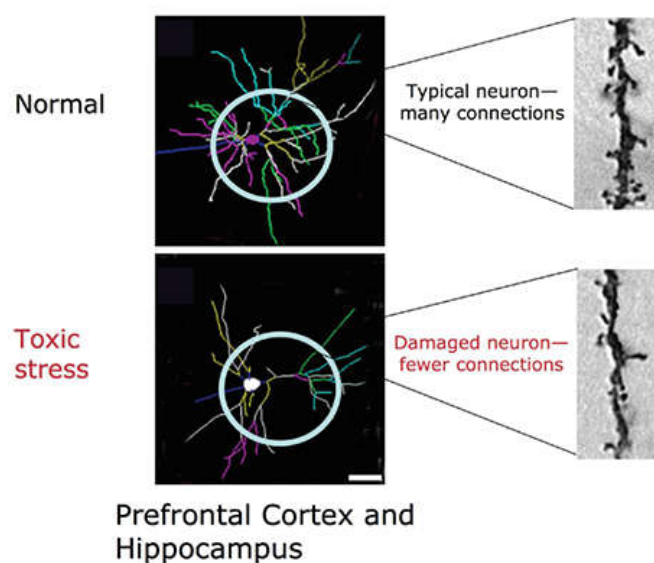 Normal
Typical neuron—
many connections
Toxic
stress
Damaged neuron—
fewer connections
Prefrontal Cortex and
Hippocampus